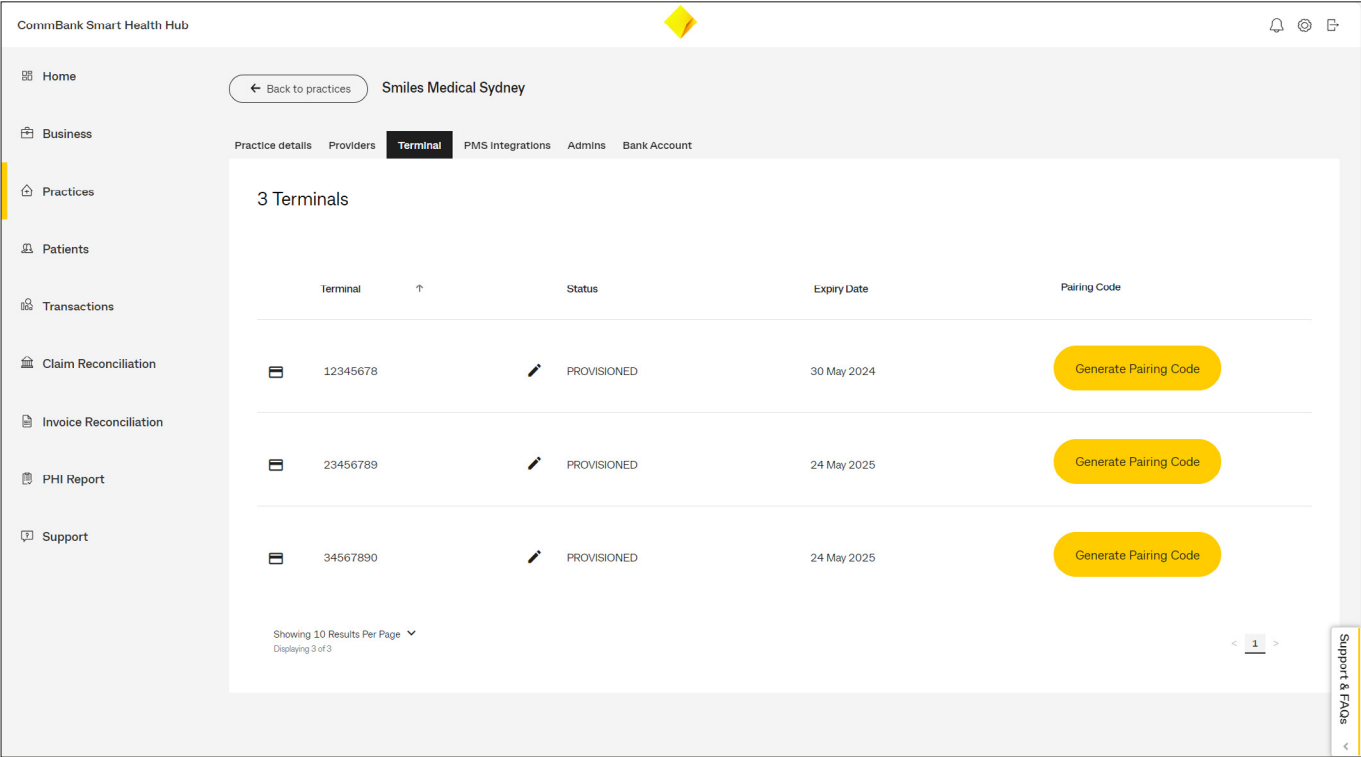 CommBank Smart Health Hub
Home
Business
Practices
Patients
Transactions
Claim Reconciliation
Invoice Reconciliation
PHI Report
Support
Back to practices Smiles Medical Sydney
Practice details Providers Terminal PMS Integrations Admins Bank Account
3 Terminals
Terminal Status Expiry Date Pairing Code
12345678 PROVISIONED 30 May 2024 Generate Pairing Code
23456789 PROVISIONED 24 May 2025 Generate Pairing Code
34567890 PROVISIONED 24 May 2025 Generate Pairing Code
Showing 10 Results Per Page
Displaying 3 of 3
< 1 >
Support & FAQs